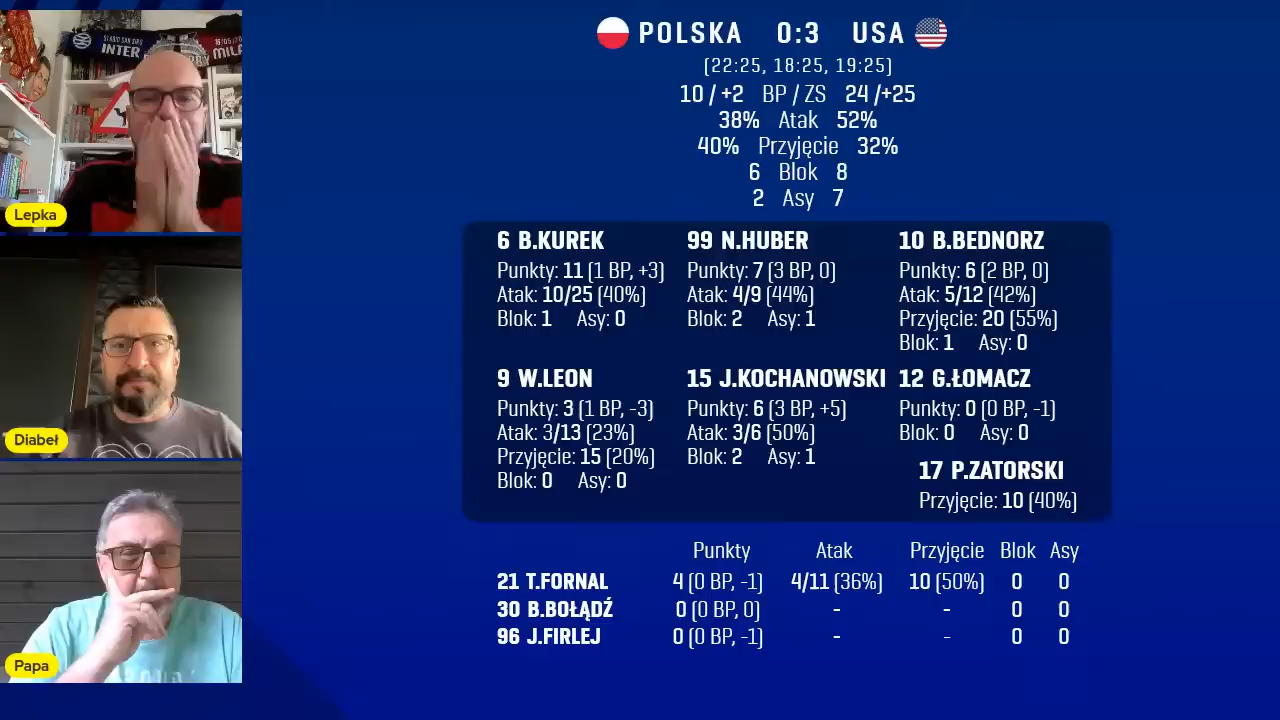 STADIO SAN SIRO
INTER
MILA
Lepka
Diabeł
Papa
POLSKA 0:3 USA
(22:25, 18:25, 19:25)
10 / +2 BP / ZS 24 /+25
38% Atak 52%
40% Przyjęcie 32%
6 Blok 8
2 Asy 7
6 B.KUREK
Punkty: 11 (1 BP, +3)
Atak: 10/25 (40%)
Blok: 1 Asy: 0
99 N.HUBER
Punkty: 7 (3 BP, 0)
Atak: 4/9 (44%)
Blok: 2 Asy: 1
10 B.BEDNORZ
Punkty: 6 (2 BP, 0)
Atak: 5/12 (42%)
Przyjęcie: 20 (55%)
Blok: 1 Asy: 0
9 W.LEON
Punkty: 3 (1 BP, -3)
Atak: 3/13 (23%)
Przyjęcie: 15 (20%)
Blok: 0 Asy: 0
15 J.KOCHANOWSKI
Punkty: 6 (3 BP, +5)
Atak: 3/6 (50%)
Blok: 2 Asy: 1
12 G.ŁOMACZ
Punkty: 0 (0 BP, -1)
Blok: 0 Asy: 0
17 P.ZATORSKI
Przyjęcie: 10 (40%)
Punkty Atak Przyjęcie Blok Asy
21 T.FORNAL 4 (0 BP, -1) 4/11 (36%) 10 (50%) 0 0
30 B.BOŁĄDŹ 0 (0 BP, 0) - - 0 0
96 J.FIRLEJ 0 (0 BP, -1) - - 0 0